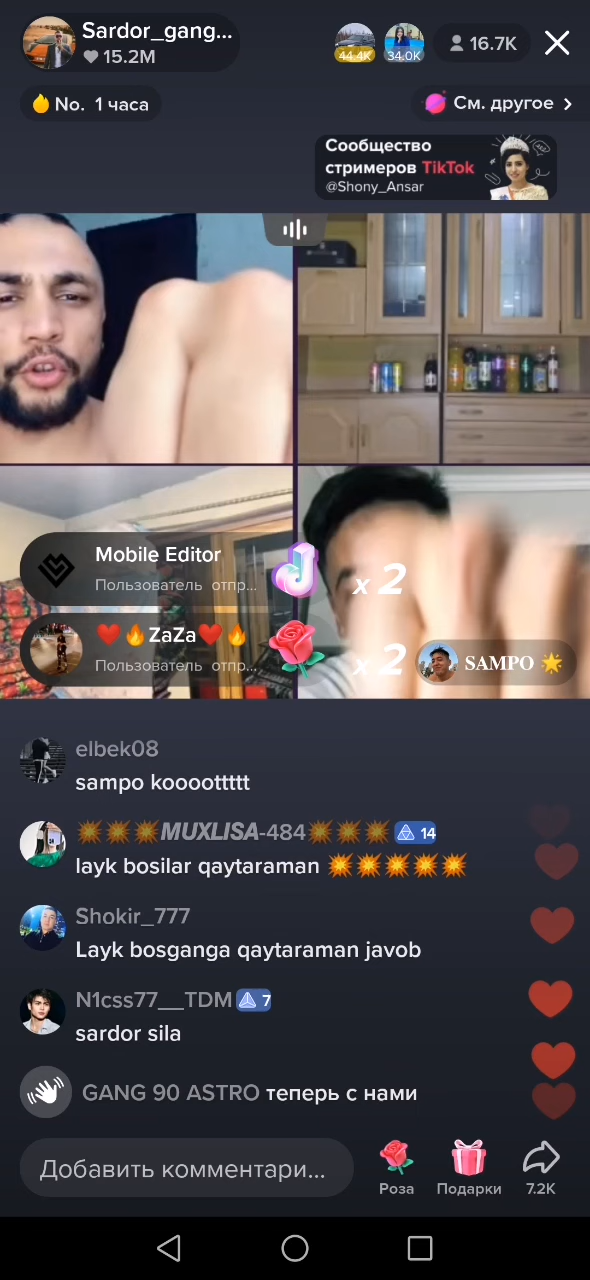 Sardor_gang...
15.2M
44.4K
34.0K
16.7K
No. 1 часа
См. другое
Сообщество
стримеров TikTok
@Shony_Ansar
Mobile Editor
Пользователь отпр...
x 2
❤️🔥ZaZa❤️🔥
Пользователь отпр...
x 2
SAMPO 🌟
elbek08
sampo koooottttt
💥💥💥MUXLISA-484💥💥💥 14
layk bosilar qaytaraman 💥💥💥💥💥
Shokir_777
Layk bosganga qaytaraman javob
N1css77__TDM 7
sardor sila
GANG 90 ASTRO теперь с нами
Добавить комментари...
Роза
Подарки
7.2K